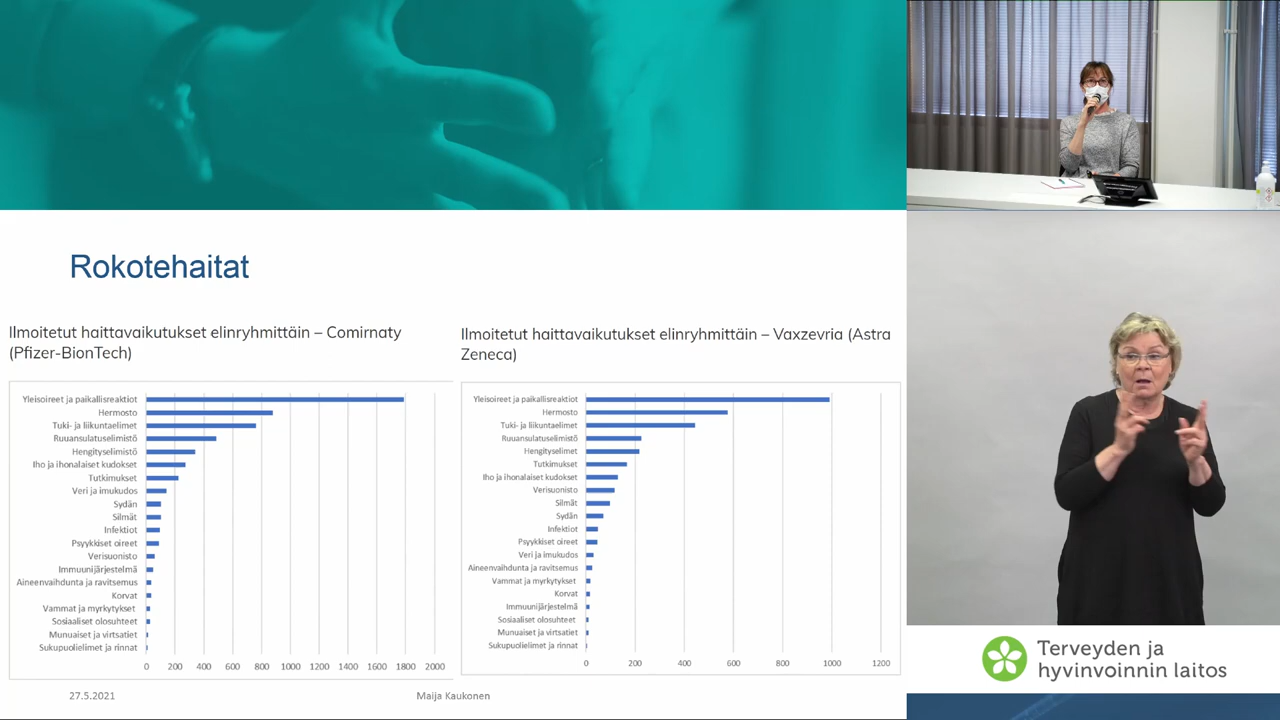 Rokotehaitat
Ilmoitetut haittavaikutukset elinryhmittäin – Comirnaty
(Pfizer-BionTech)
Yleisoireet ja paikallisreaktiot
Hermosto
Tuki- ja liikuntaelimet
Ruuansulatuselimistö
Hengityselimistö
Iho ja ihonalaiset kudokset
Tutkimukset
Veri ja imukudos
Sydän
Silmät
Infektiot
Psyykkiset oireet
Verisuonisto
Immuunijärjestelmä
Aineenvaihdunta ja ravitsemus
Korvat
Vammat ja myrkytykset
Sosiaaliset olosuhteet
Munuaiset ja virtsatiet
Sukupuolielimet ja rinnat
0 200 400 600 800 1000 1200 1400 1600 1800 2000
Ilmoitetut haittavaikutukset elinryhmittäin – Vaxzevria (Astra
Zeneca)
Yleisoireet ja paikallisreaktiot
Hermosto
Tuki- ja liikuntaelimet
Ruuansulatuselimistö
Hengityselimet
Tutkimukset
Iho ja ihonalaiset kudokset
Verisuonisto
Silmät
Sydän
Infektiot
Psyykkiset oireet
Veri ja imukudos
Aineenvaihdunta ja ravitsemus
Vammat ja myrkytykset
Korvat
Immuunijärjestelmä
Sosiaaliset olosuhteet
Munuaiset ja virtsatiet
Sukupuolielimet ja rinnat
0 200 400 600 800 1000 1200
27.5.2021
Maija Kaukonen
Terveyden ja
hyvinvoinnin laitos